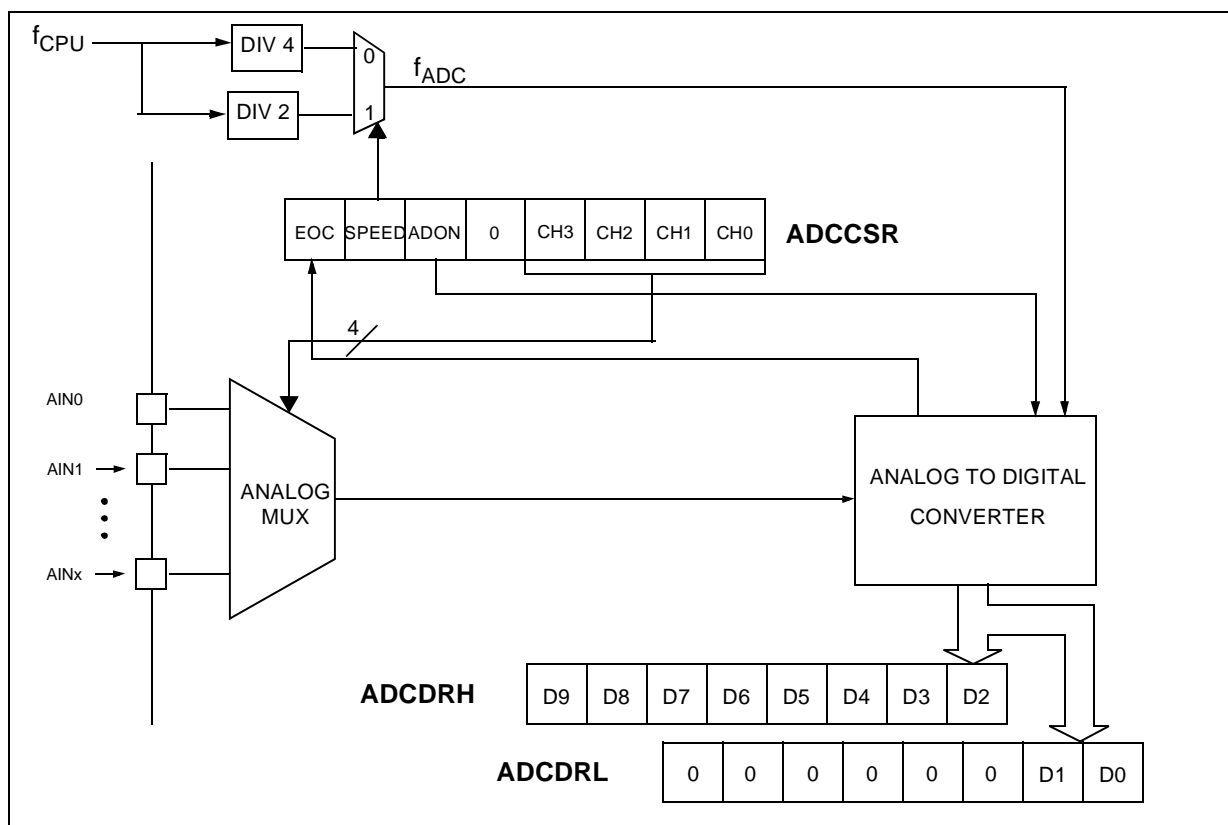 fCPU
DIV 4
0
fADC
DIV 2
1
EOC SPEED ADON 0 CH3 CH2 CH1 CH0 ADCCSR
4
AIN0
AIN1
ANALOG
MUX
ANALOG TO DIGITAL
CONVERTER
AINx
ADCDRH D9 D8 D7 D6 D5 D4 D3 D2
ADCDRL 0 0 0 0 0 0 D1 D0